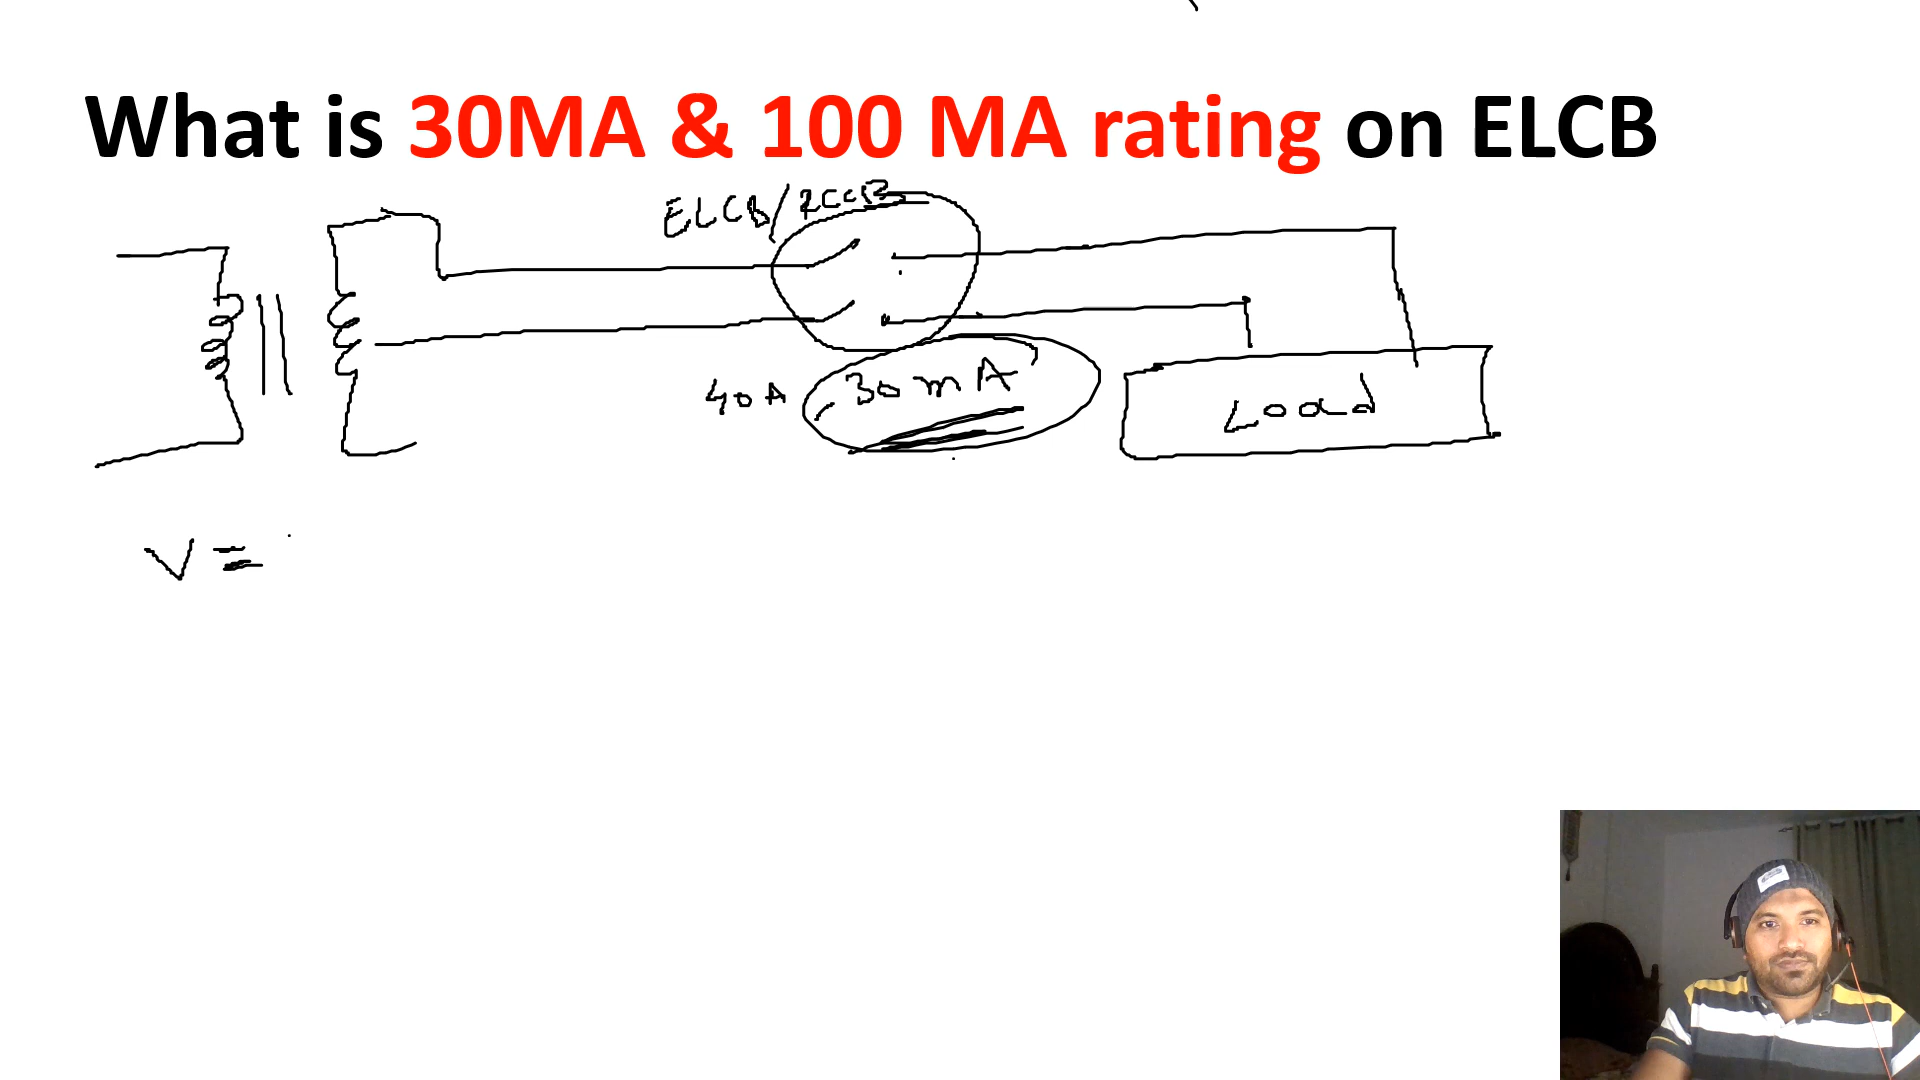 What is 30MA & 100 MA rating on ELCB
ELCB/RCCB
40A 30mA
Load
V =